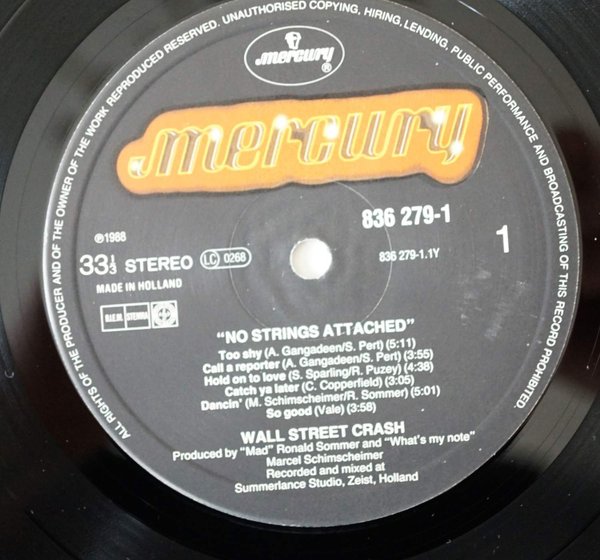 ALL RIGHTS OF THE PRODUCER AND OF THE OWNER OF THE WORK REPRODUCED RESERVED. UNAUTHORISED COPYING, HIRING, LENDING, PUBLIC PERFORMANCE AND BROADCASTING OF THIS RECORD PROHIBITED.
mercury
®
mercury
836 279-1
℗1988
1
33⅓ STEREO LC 0268
836 279-1.1Y
MADE IN HOLLAND
B.I.E.M. STEMRA
"NO STRINGS ATTACHED"
Too shy (A. Gangadeen/S. Pert) (5:11)
Call a reporter (A. Gangadeen/S. Pert) (3:55)
Hold on to love (S. Sparling/R. Puzey) (4:38)
Catch ya later (C. Copperfield) (3:05)
Dancin' (M. Schimscheimer/R. Sommer) (5:01)
So good (Vale) (3:58)
WALL STREET CRASH
Produced by "Mad" Ronald Sommer and "What's my note"
Marcel Schimscheimer
Recorded and mixed at
Summerlance Studio, Zeist, Holland